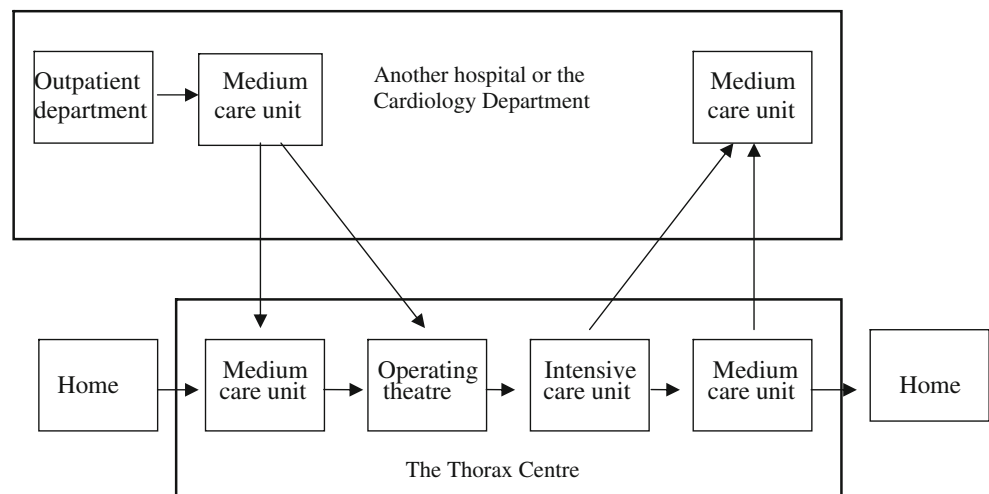 Outpatient
department
Medium
care unit
Another hospital or the
Cardiology Department
Medium
care unit
Home
Medium
care unit
Operating
theatre
Intensive
care unit
Medium
care unit
Home
The Thorax Centre